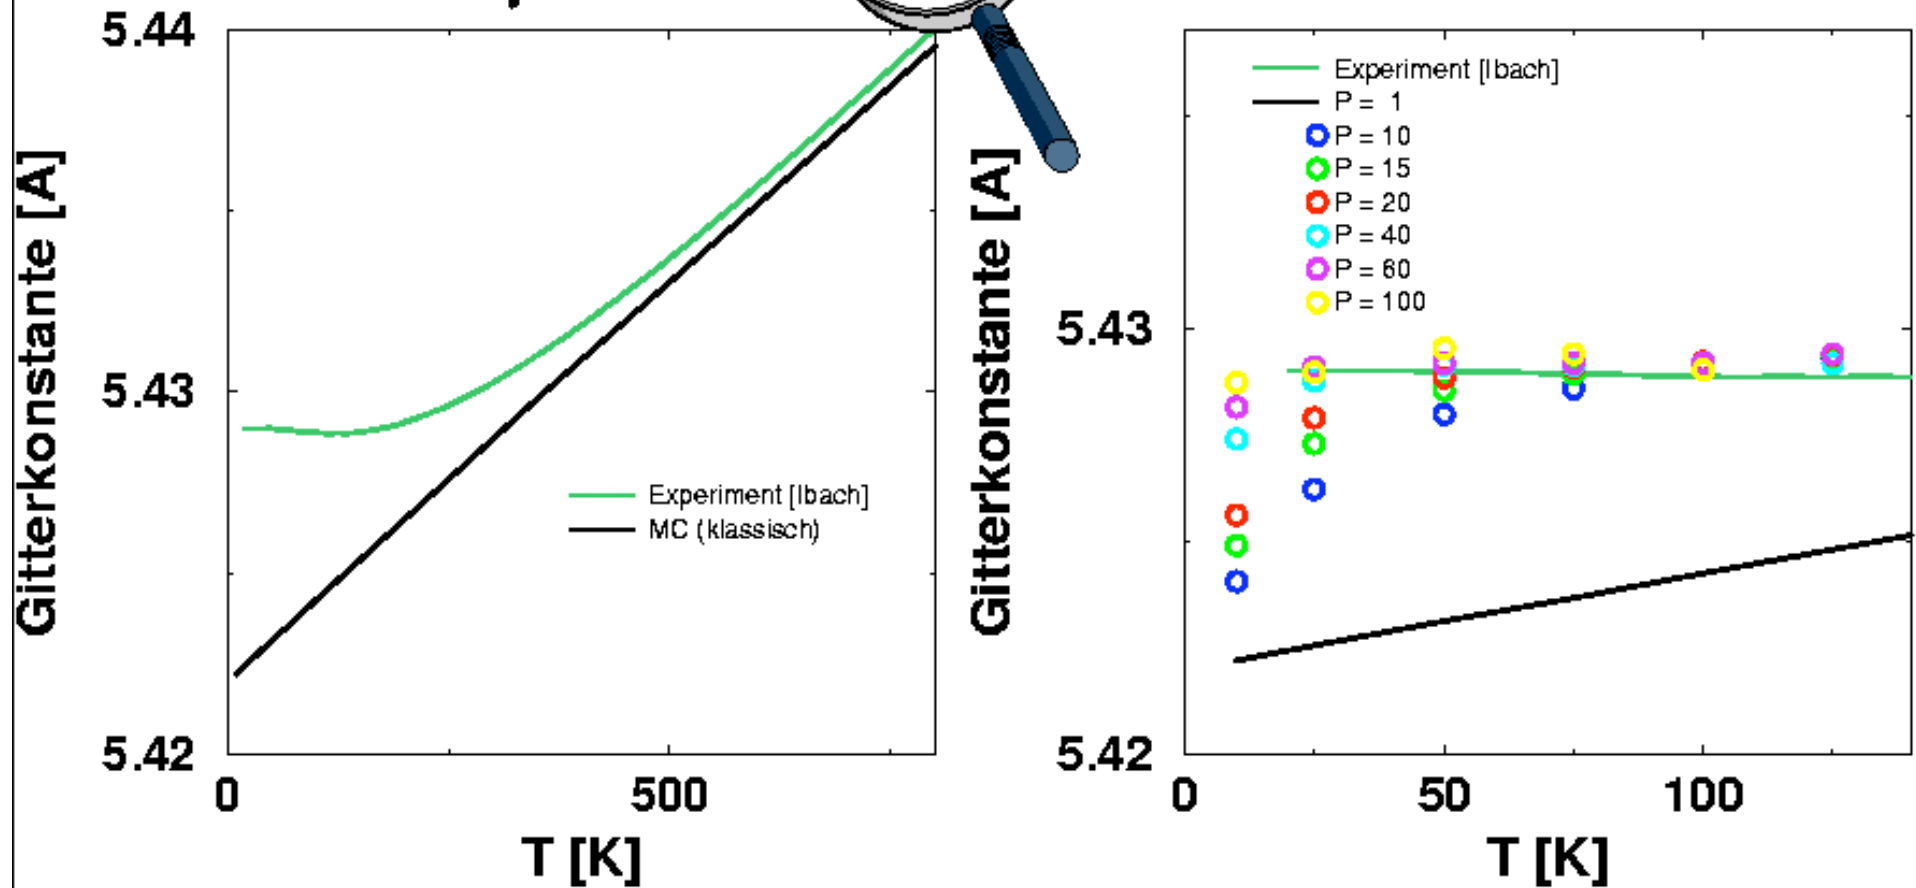 5.44
5.43
5.42
0
500
T [K]
Gitterkonstante [A]
Experiment [Ibach]
MC (klassisch)
Gitterkonstante [A]
5.43
5.42
0
50
100
T [K]
Experiment [Ibach]
P = 1
P = 10
P = 15
P = 20
P = 40
P = 60
P = 100